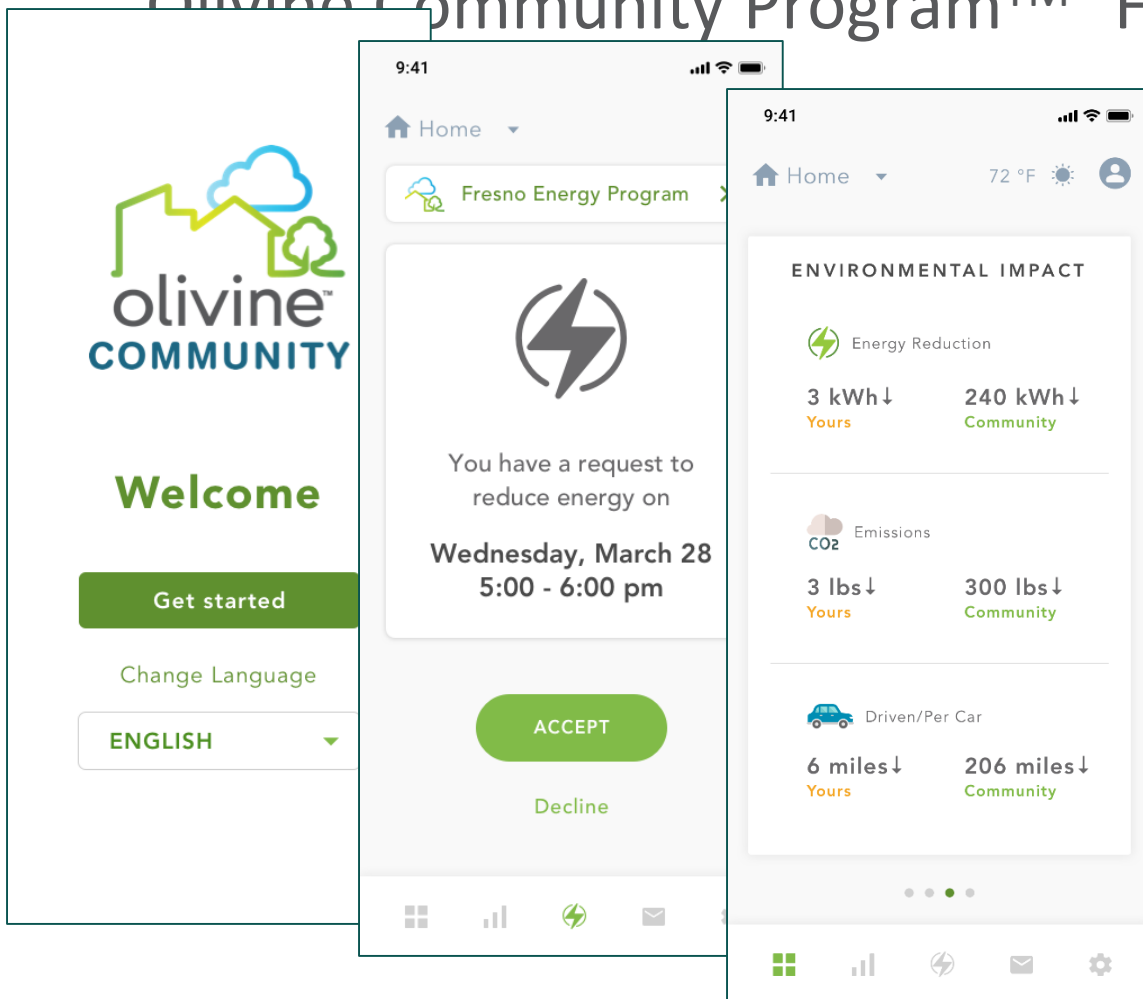 Olivine Community Program™
olivine™
COMMUNITY
Welcome
Get started
Change Language
ENGLISH
9:41
Home
Fresno Energy Program
You have a request to
reduce energy on
Wednesday, March 28
5:00 - 6:00 pm
ACCEPT
Decline
9:41
Home 72 °F
ENVIRONMENTAL IMPACT
Energy Reduction
3 kWh↓ 240 kWh↓
Yours Community
CO2 Emissions
3 lbs↓ 300 lbs↓
Yours Community
Driven/Per Car
6 miles↓ 206 miles↓
Yours Community